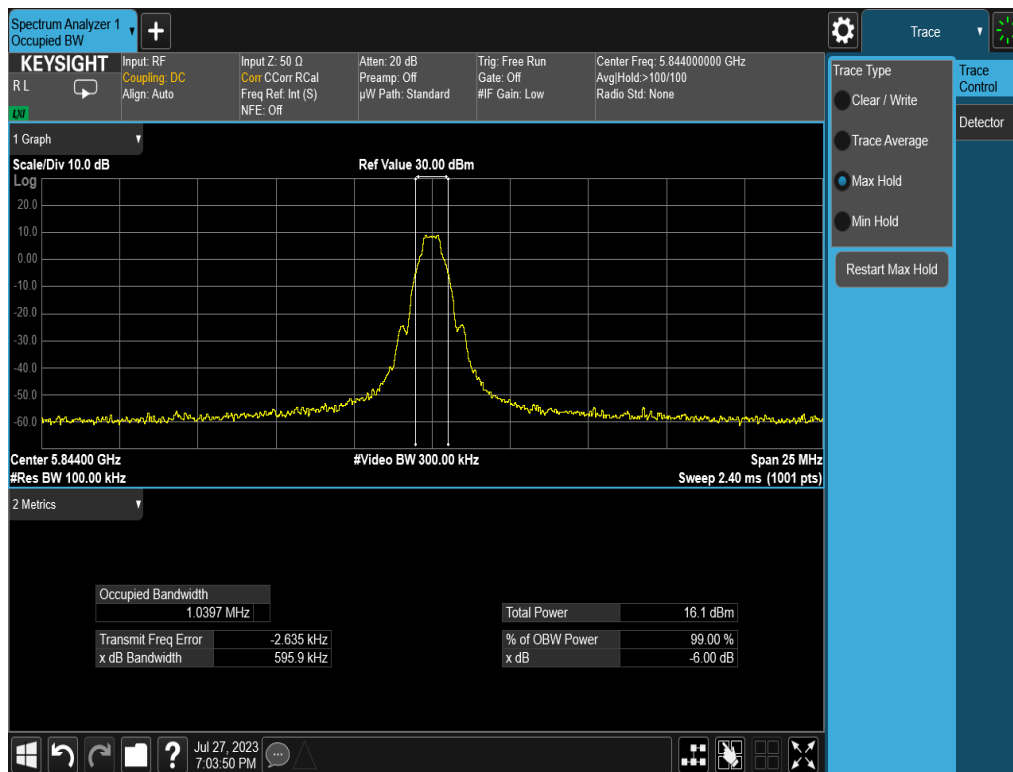 Spectrum Analyzer 1
Occupied BW
Trace
KEYSIGHT
R L
LXI
Input: RF
Coupling: DC
Align: Auto
Input Z: 50 Ω
Corr CCorr RCal
Freq Ref: Int (S)
NFE: Off
Atten: 20 dB
Preamp: Off
µW Path: Standard
Trig: Free Run
Gate: Off
#IF Gain: Low
Center Freq: 5.844000000 GHz
Avg|Hold:>100/100
Radio Std: None
Trace Type
Clear / Write
Trace Average
Max Hold
Min Hold
Restart Max Hold
Trace
Control
Detector
1 Graph
Scale/Div 10.0 dB
Ref Value 30.00 dBm
Log
20.0
10.0
0.00
-10.0
-20.0
-30.0
-40.0
-50.0
-60.0
Center 5.84400 GHz
#Video BW 300.00 kHz
Span 25 MHz
#Res BW 100.00 kHz
Sweep 2.40 ms (1001 pts)
2 Metrics
Occupied Bandwidth
1.0397 MHz
Total Power 16.1 dBm
Transmit Freq Error -2.635 kHz
% of OBW Power 99.00 %
x dB Bandwidth 595.9 kHz
x dB -6.00 dB
?
Jul 27, 2023
7:03:50 PM